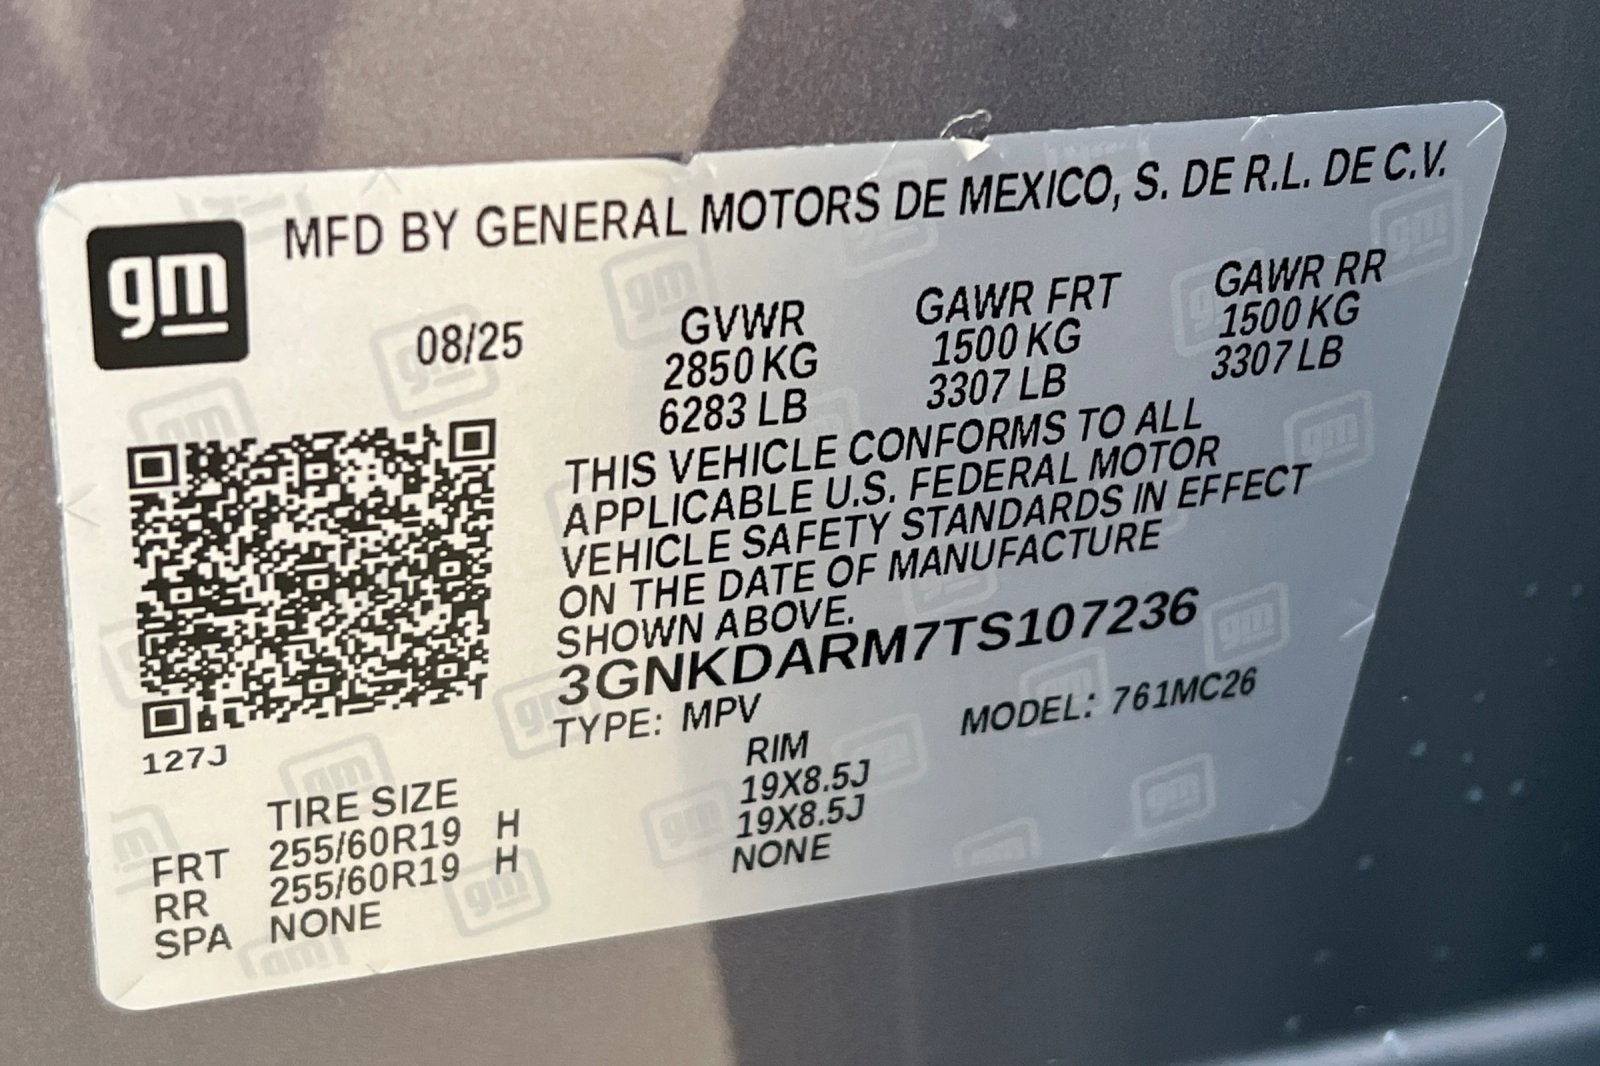 gm
MFD BY GENERAL MOTORS DE MEXICO, S. DE R.L. DE C.V.
08/25 GVWR GAWR FRT GAWR RR
2850 KG 1500 KG 1500 KG
6283 LB 3307 LB 3307 LB
THIS VEHICLE CONFORMS TO ALL
APPLICABLE U.S. FEDERAL MOTOR
VEHICLE SAFETY STANDARDS IN EFFECT
ON THE DATE OF MANUFACTURE
SHOWN ABOVE.
3GNKDARM7TS107236
TYPE: MPV MODEL: 761MC26
127J
TIRE SIZE RIM
FRT 255/60R19 H 19X8.5J
RR 255/60R19 H 19X8.5J
SPA NONE NONE